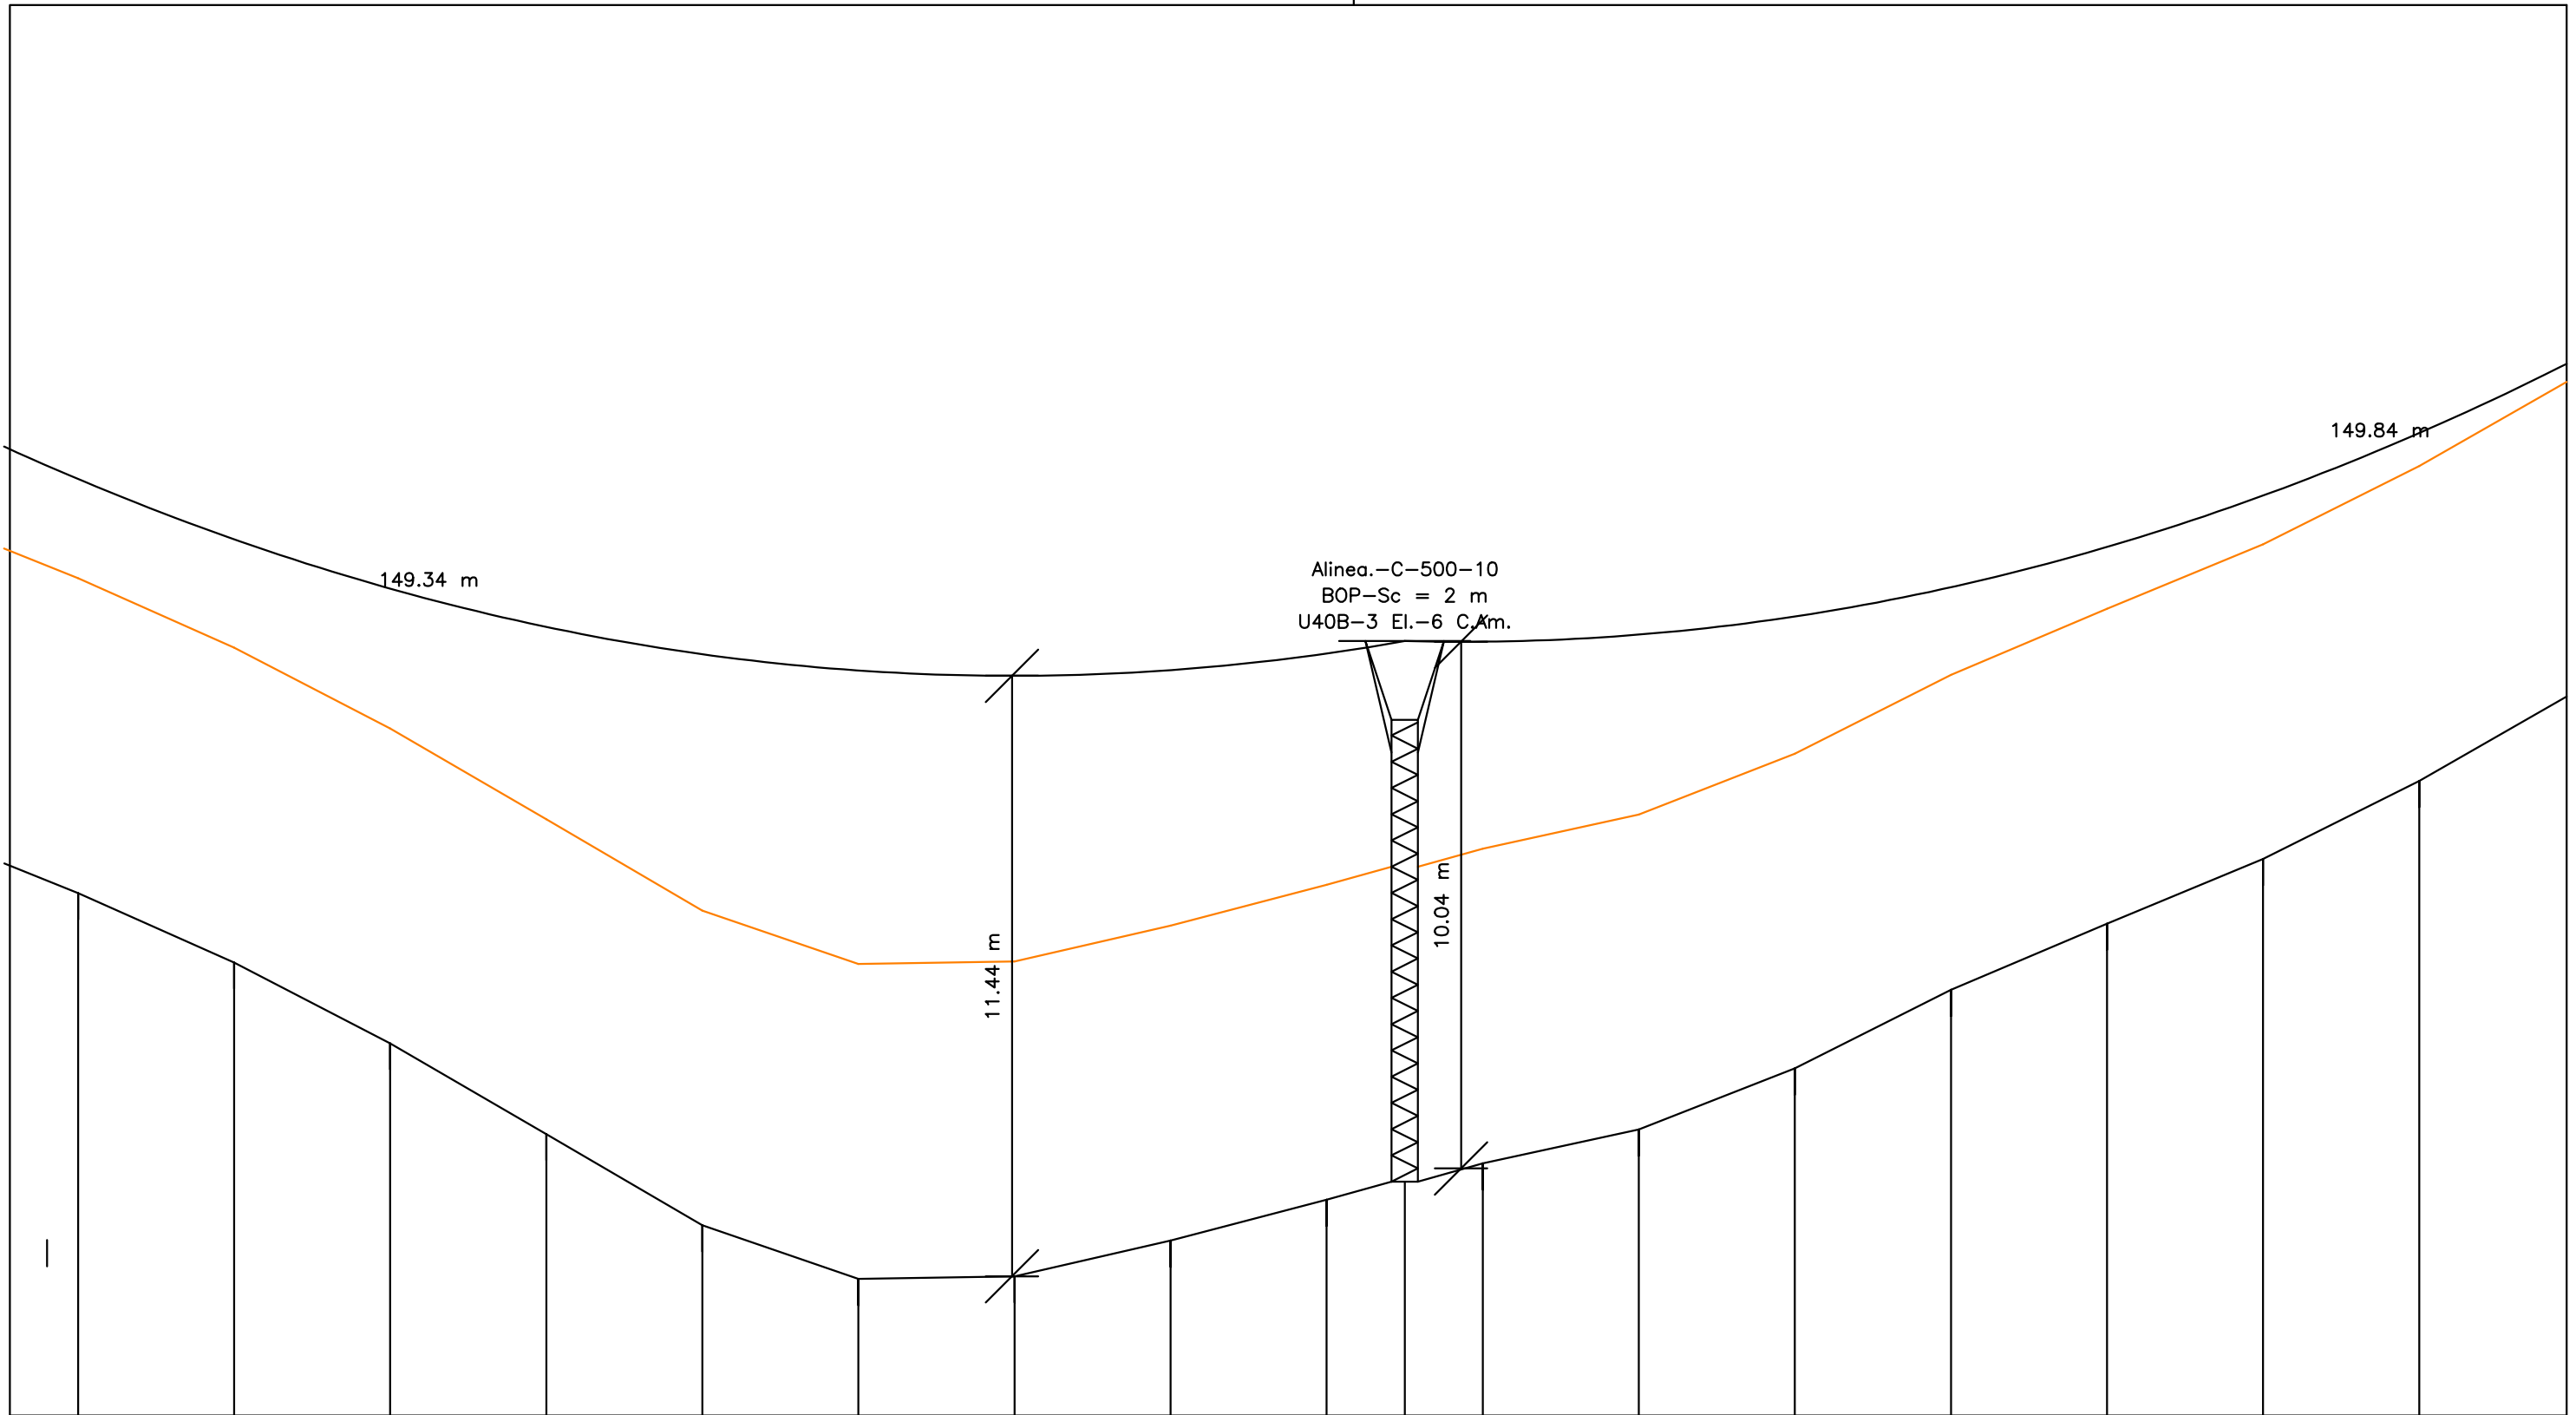 149.84 m
Alinea.-C-500-10
BOP-Sc = 2 m
U40B-3 El.-6 C.Am.
149.34 m
10.04 m
11.44 m